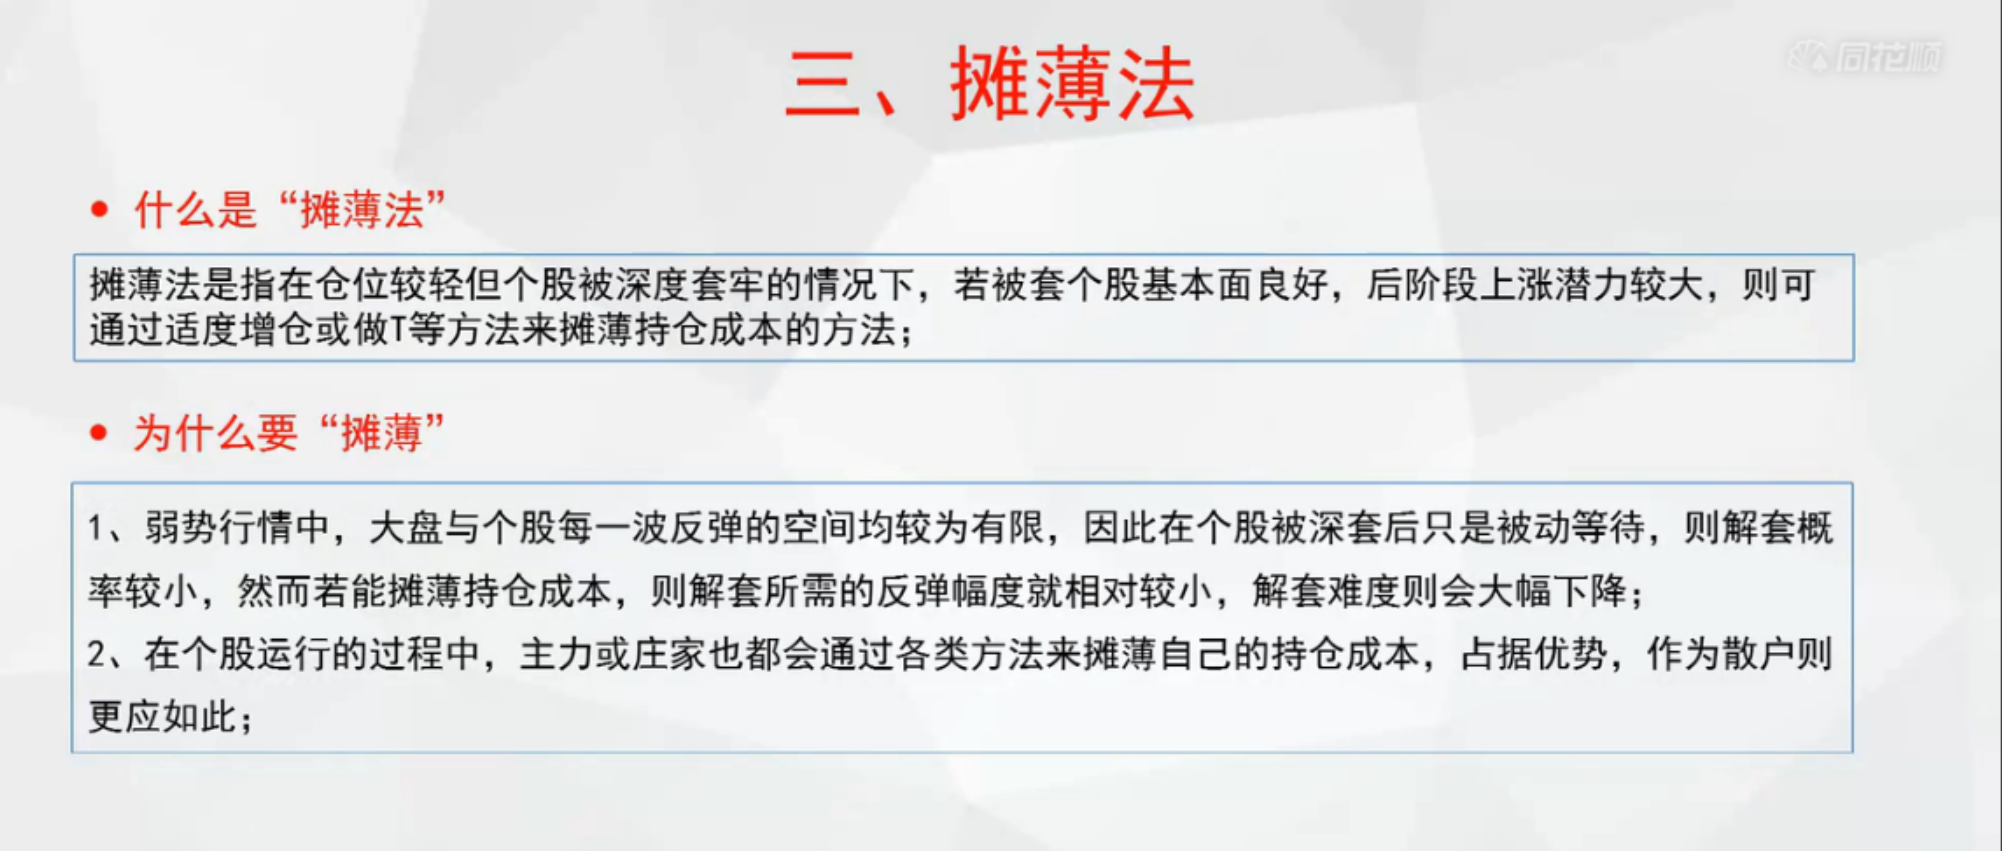 三、摊薄法
同花顺
• 什么是“摊薄法”
摊薄法是指在仓位较轻但个股被深度套牢的情况下，若被套个股基本面良好，后阶段上涨潜力较大，则可
通过适度增仓或做T等方法来摊薄持仓成本的方法；
• 为什么要“摊薄”
1、弱势行情中，大盘与个股每一波反弹的空间均较为有限，因此在个股被深套后只是被动等待，则解套概
率较小，然而若能摊薄持仓成本，则解套所需的反弹幅度就相对较小，解套难度则会大幅下降；
2、在个股运行的过程中，主力或庄家也都会通过各类方法来摊薄自己的持仓成本，占据优势，作为散户则
更应如此；